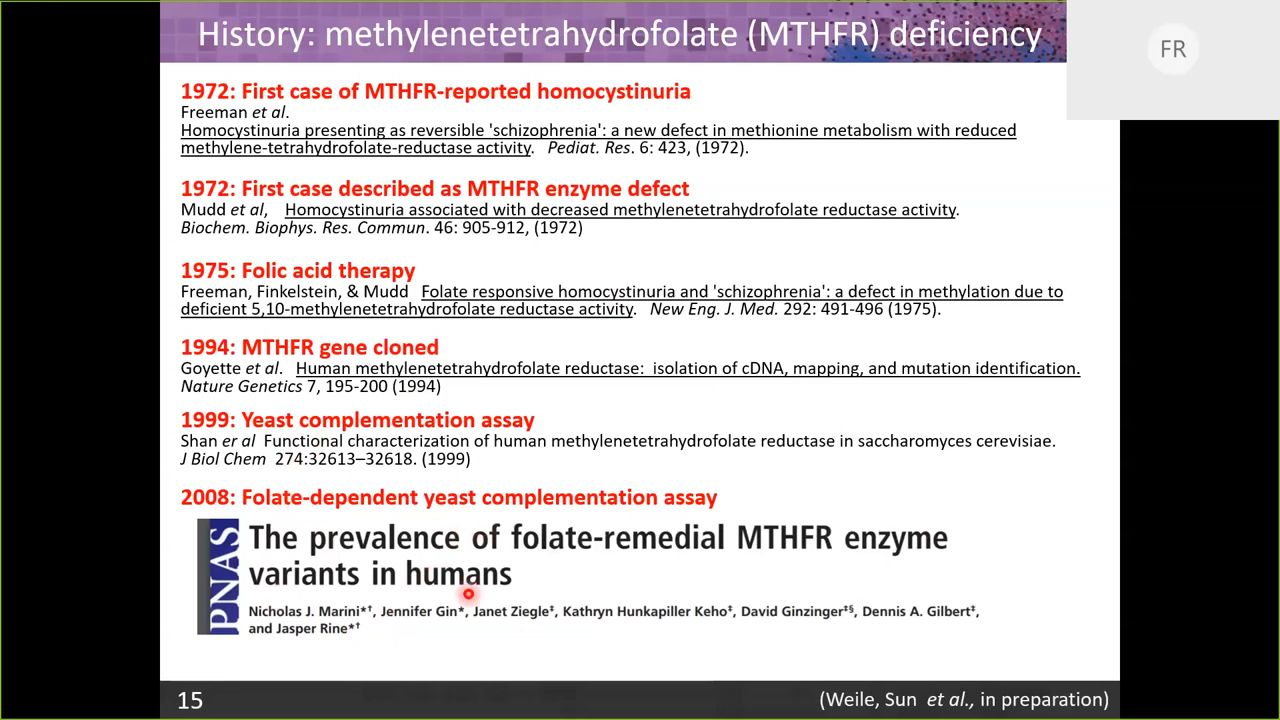 History: methylenetetrahydrofolate (MTHFR) deficiency
FR
1972: First case of MTHFR-reported homocystinuria
Freeman et al.
Homocystinuria presenting as reversible 'schizophrenia': a new defect in methionine metabolism with reduced
methylene-tetrahydrofolate-reductase activity. Pediat. Res. 6: 423, (1972).
1972: First case described as MTHFR enzyme defect
Mudd et al, Homocystinuria associated with decreased methylenetetrahydrofolate reductase activity.
Biochem. Biophys. Res. Commun. 46: 905-912, (1972)
1975: Folic acid therapy
Freeman, Finkelstein, & Mudd Folate responsive homocystinuria and 'schizophrenia': a defect in methylation due to
deficient 5,10-methylenetetrahydrofolate reductase activity. New Eng. J. Med. 292: 491-496 (1975).
1994: MTHFR gene cloned
Goyette et al. Human methylenetetrahydrofolate reductase: isolation of cDNA, mapping, and mutation identification.
Nature Genetics 7, 195-200 (1994)
1999: Yeast complementation assay
Shan er al Functional characterization of human methylenetetrahydrofolate reductase in saccharomyces cerevisiae.
J Biol Chem 274:32613–32618. (1999)
2008: Folate-dependent yeast complementation assay
PNAS
The prevalence of folate-remedial MTHFR enzyme
variants in humans
Nicholas J. Marini*†, Jennifer Gin*, Janet Ziegle‡, Kathryn Hunkapiller Keho‡, David Ginzinger‡§, Dennis A. Gilbert‡,
and Jasper Rine*†
15
(Weile, Sun et al., in preparation)